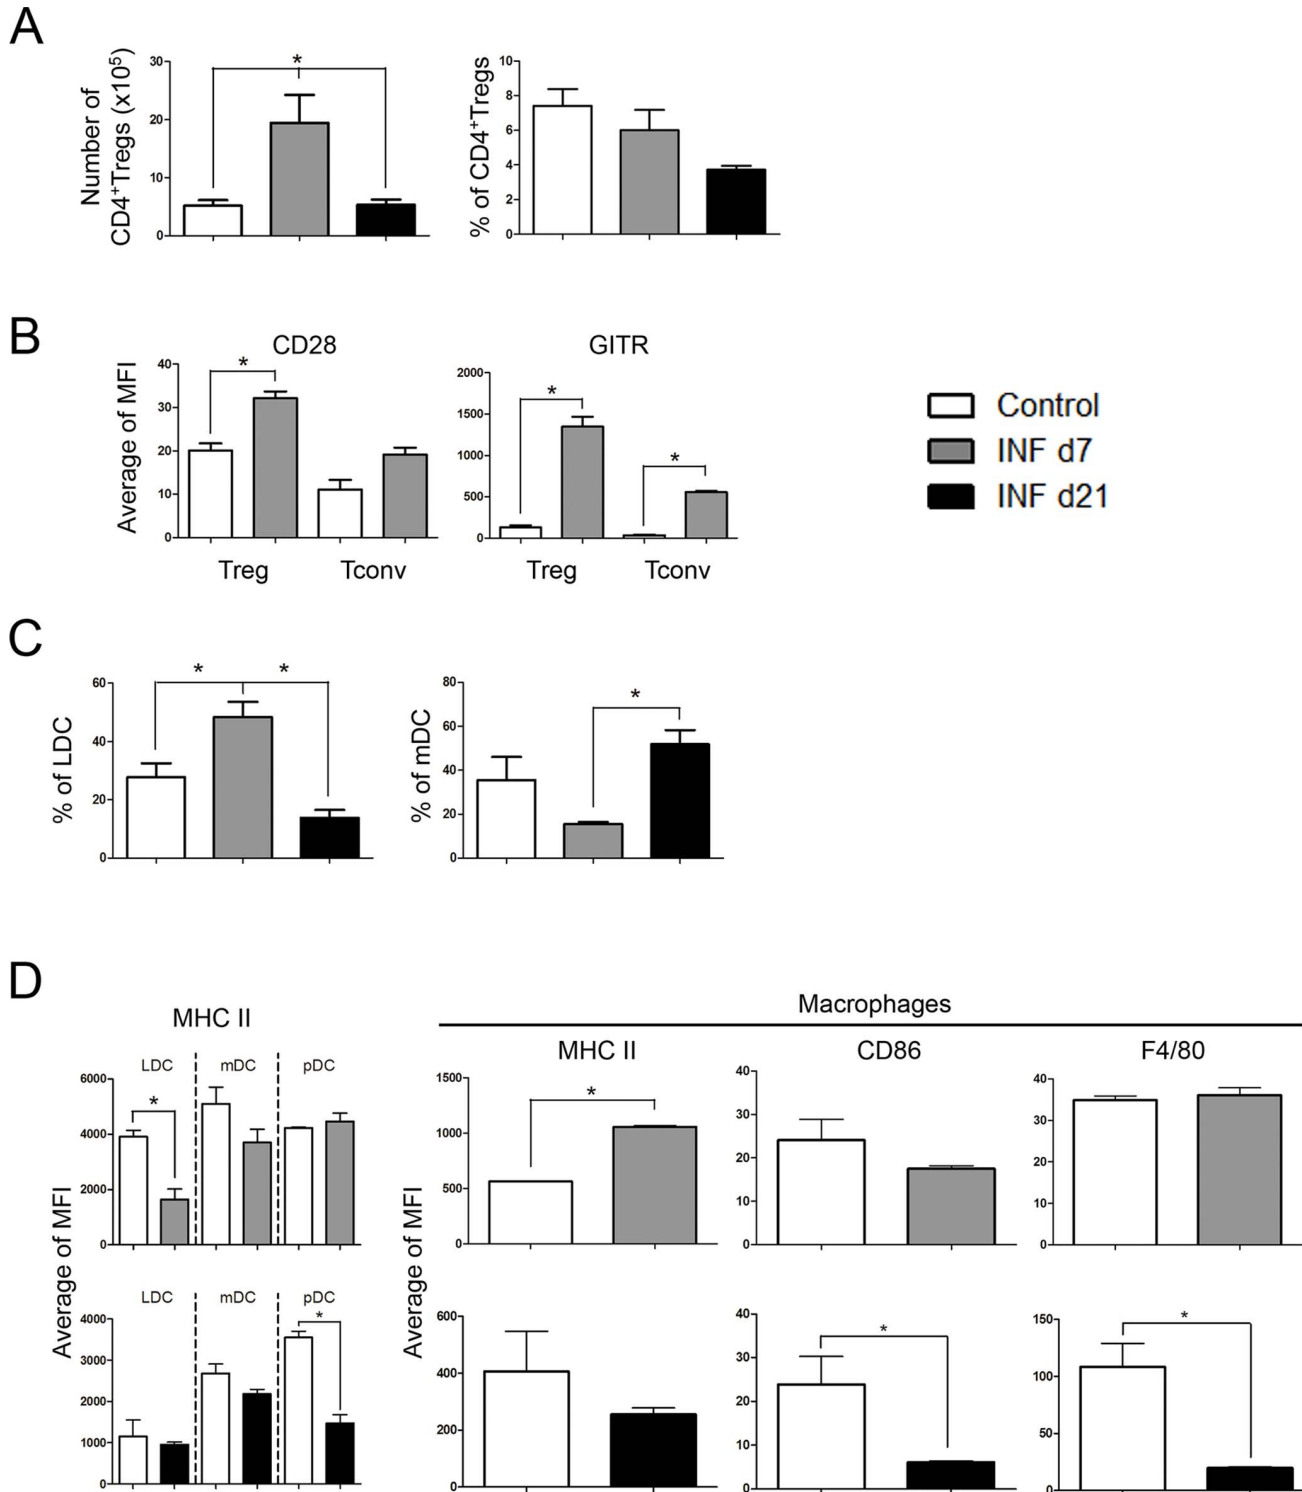 A
Number of
CD4+Tregs (x10⁵)
30
20
10
0
*
% of CD4+Tregs
10
8
6
4
2
0
B
CD28
Average of MFI
40
30
20
10
0
*
Treg
Tconv
GITR
2000
1500
1000
500
0
*
*
Treg
Tconv
Control
INF d7
INF d21
C
% of LDC
60
40
20
0
*
*
% of mDC
80
60
40
20
0
*
D
MHC II
Average of MFI
LDC
mDC
pDC
6000
4000
2000
0
*
LDC
mDC
pDC
4000
3000
2000
1000
0
*
Macrophages
Average of MFI
MHC II
1500
1000
500
0
*
CD86
40
30
20
10
0
F4/80
40
30
20
10
0
600
400
200
0
40
30
20
10
0
*
150
100
50
0
*